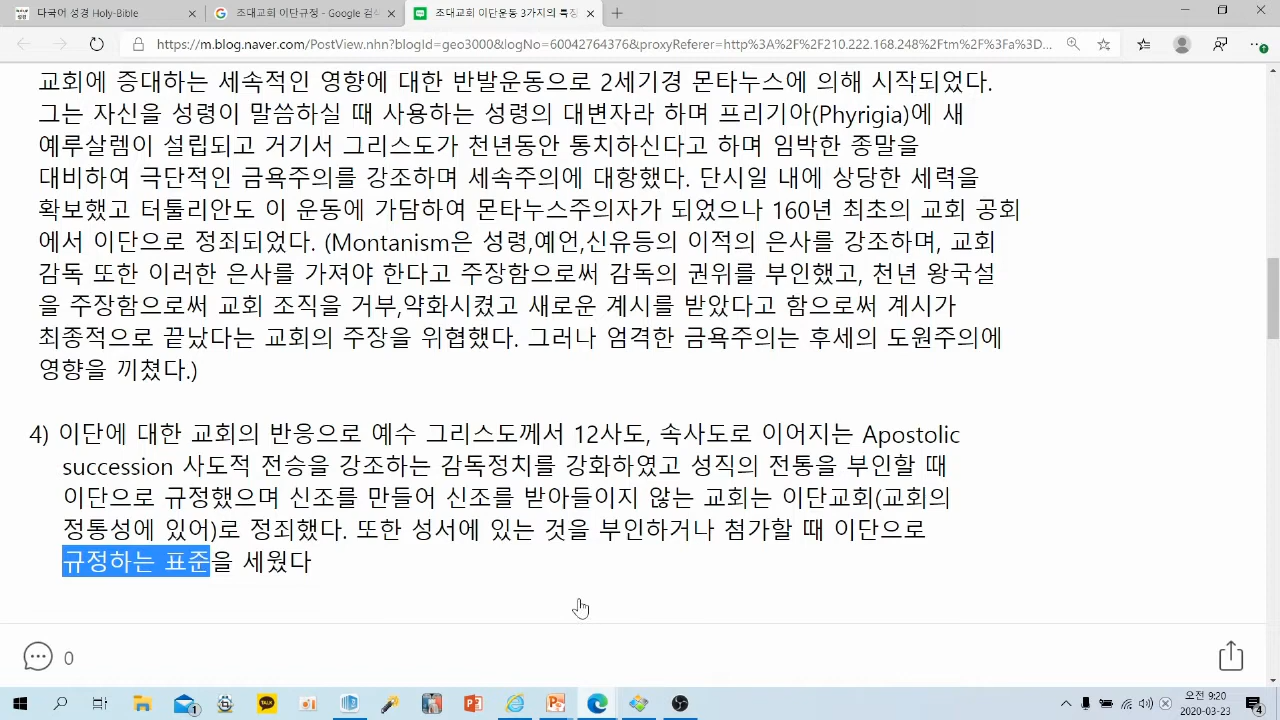 다국어 성경 Holy-Bible
초대교회 이단규정 - Google 검색
초대교회 이단운동 3가지의 특징
https://m.blog.naver.com/PostView.nhn?blogId=geo3000&logNo=60042764376&proxyReferer=http%3A%2F%2F210.222.168.248%2Ftm%2F%3Fa%3D...
교회에 증대하는 세속적인 영향에 대한 반발운동으로 2세기경 몬타누스에 의해 시작되었다.
그는 자신을 성령이 말씀하실 때 사용하는 성령의 대변자라 하며 프리기아(Phyrigia)에 새
예루살렘이 설립되고 거기서 그리스도가 천년동안 통치하신다고 하며 임박한 종말을
대비하여 극단적인 금욕주의를 강조하며 세속주의에 대항했다. 단시일 내에 상당한 세력을
확보했고 터툴리안도 이 운동에 가담하여 몬타누스주의자가 되었으나 160년 최초의 교회 공회
에서 이단으로 정죄되었다. (Montanism은 성령,예언,신유등의 이적의 은사를 강조하며, 교회
감독 또한 이러한 은사를 가져야 한다고 주장함으로써 감독의 권위를 부인했고, 천년 왕국설
을 주장함으로써 교회 조직을 거부,약화시켰고 새로운 계시를 받았다고 함으로써 계시가
최종적으로 끝났다는 교회의 주장을 위협했다. 그러나 엄격한 금욕주의는 후세의 도원주의에
영향을 끼쳤다.)
4) 이단에 대한 교회의 반응으로 예수 그리스도께서 12사도, 속사도로 이어지는 Apostolic
succession 사도적 전승을 강조하는 감독정치를 강화하였고 성직의 전통을 부인할 때
이단으로 규정했으며 신조를 만들어 신조를 받아들이지 않는 교회는 이단교회(교회의
정통성에 있어)로 정죄했다. 또한 성서에 있는 것을 부인하거나 첨가할 때 이단으로
규정하는 표준을 세웠다
0
오전 9:20
2020-03-23